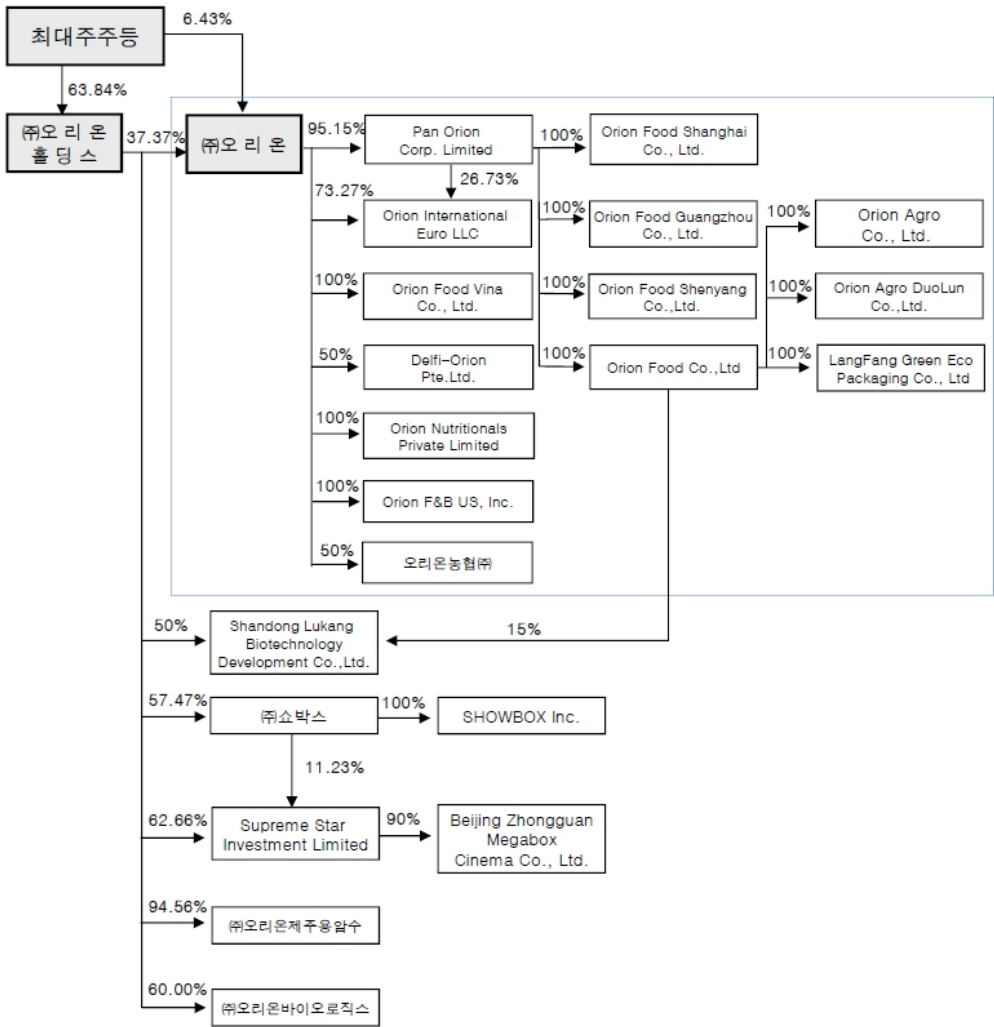 최대주주등
6.43%
63.84%
㈜오 리 온
홀 딩 스
37.37%
㈜오 리 온
95.15%
Pan Orion
Corp. Limited
100%
Orion Food Shanghai
Co., Ltd.
26.73%
73.27%
Orion International
Euro LLC
100%
Orion Food Guangzhou
Co., Ltd.
100%
Orion Agro
Co., Ltd.
100%
Orion Food Vina
Co., Ltd.
100%
Orion Food Shenyang
Co.,Ltd.
100%
Orion Agro DuoLun
Co.,Ltd.
50%
Delfi-Orion
Pte.Ltd.
100%
Orion Food Co.,Ltd
100%
LangFang Green Eco
Packaging Co., Ltd
100%
Orion Nutritionals
Private Limited
100%
Orion F&B US, Inc.
50%
오리온농협㈜
50%
Shandong Lukang
Biotechnology
Development Co.,Ltd.
15%
57.47%
㈜쇼박스
100%
SHOWBOX Inc.
11.23%
62.66%
Supreme Star
Investment Limited
90%
Beijing Zhongguan
Megabox
Cinema Co., Ltd.
94.56%
㈜오리온제주용암수
60.00%
㈜오리온바이오로직스